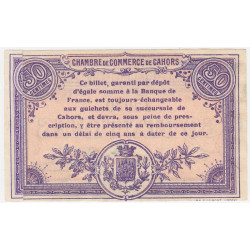 CHAMBRE DE COMMERCE DE CAHORS
50 50
Ce billet, garanti par dépôt
d'égale somme à la Banque de
France, est toujours échangeable
aux guichets de sa succursale de
Cahors, et devra, sous peine de pres-
cription, y être présenté au remboursement
dans un délai de cinq ans à dater de ce jour.